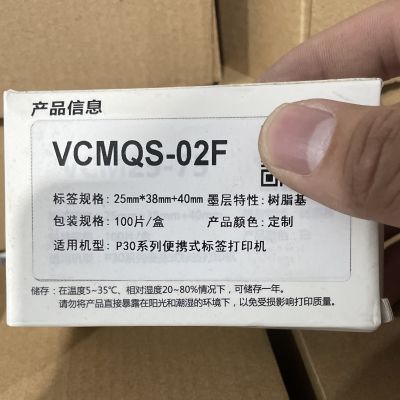 产品信息
VCMQS-02F
标签规格: 25mm*38mm+40mm 墨层特性: 树脂基
包装规格: 100片/盒 产品颜色: 定制
适用机型: P30系列便携式标签打印机
储存: 在温度5~35℃、相对湿度20~80%情况下, 可储存一年。
请勿将产品直接暴露在阳光和潮湿的环境下, 以免受损影响打印质量。